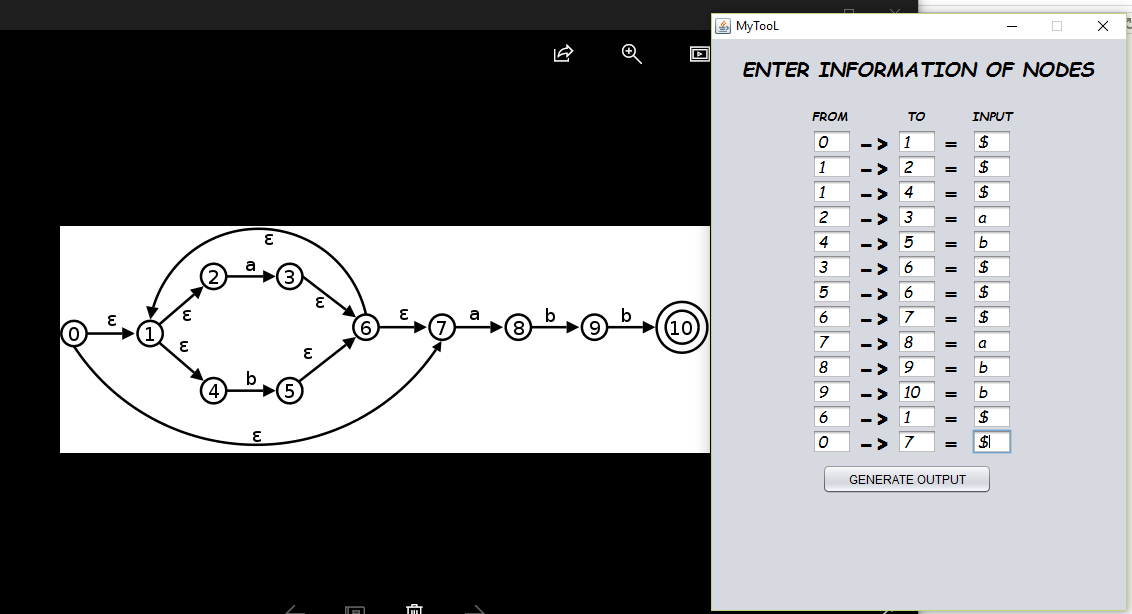 MyTooL
ENTER INFORMATION OF NODES
FROM TO INPUT
0 -> 1 = $
1 -> 2 = $
1 -> 4 = $
2 -> 3 = a
4 -> 5 = b
3 -> 6 = $
5 -> 6 = $
6 -> 7 = $
7 -> 8 = a
8 -> 9 = b
9 -> 10 = b
6 -> 1 = $
0 -> 7 = $
GENERATE OUTPUT
ε
2 a 3
ε ε
0 ε 1 6 ε 7 a 8 b 9 b 10
ε ε
4 b 5
ε